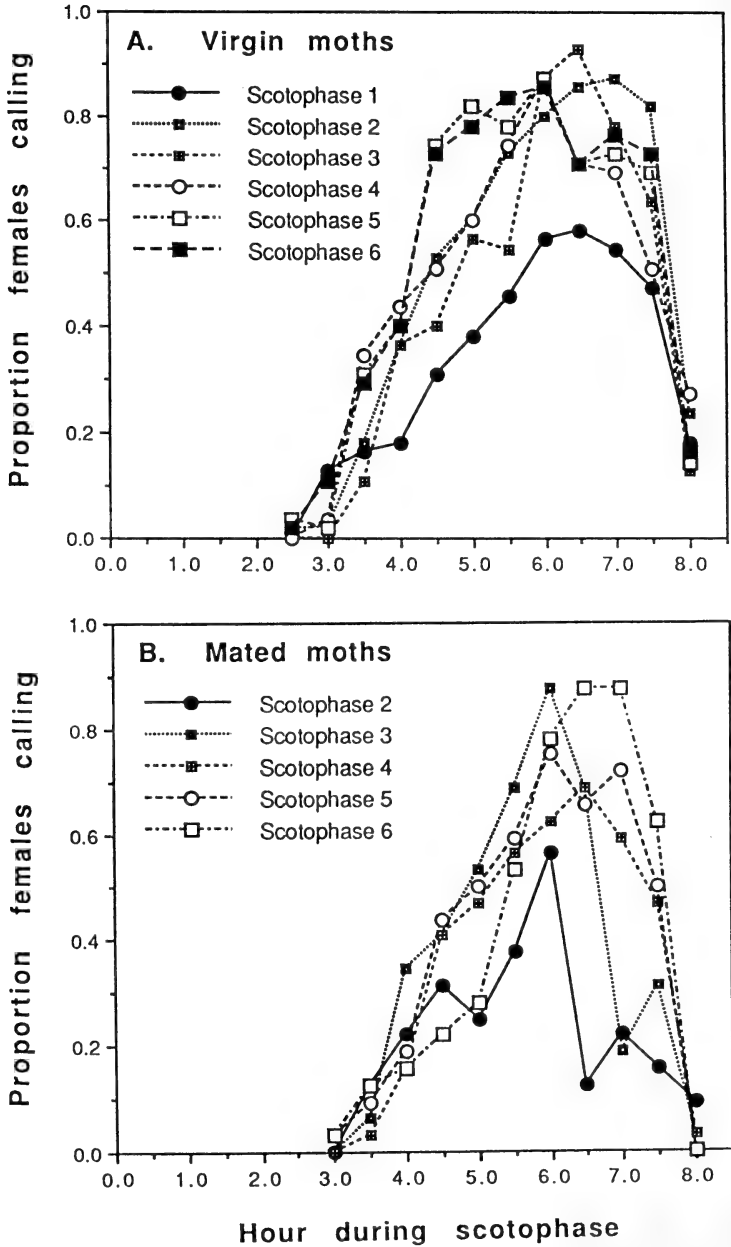 A. Virgin moths
Proportion females calling
1.0
0.8
0.6
0.4
0.2
0.0
Scotophase 1
Scotophase 2
Scotophase 3
Scotophase 4
Scotophase 5
Scotophase 6
0.0 1.0 2.0 3.0 4.0 5.0 6.0 7.0 8.0
B. Mated moths
Proportion females calling
1.0
0.8
0.6
0.4
0.2
0.0
Scotophase 2
Scotophase 3
Scotophase 4
Scotophase 5
Scotophase 6
0.0 1.0 2.0 3.0 4.0 5.0 6.0 7.0 8.0
Hour during scotophase